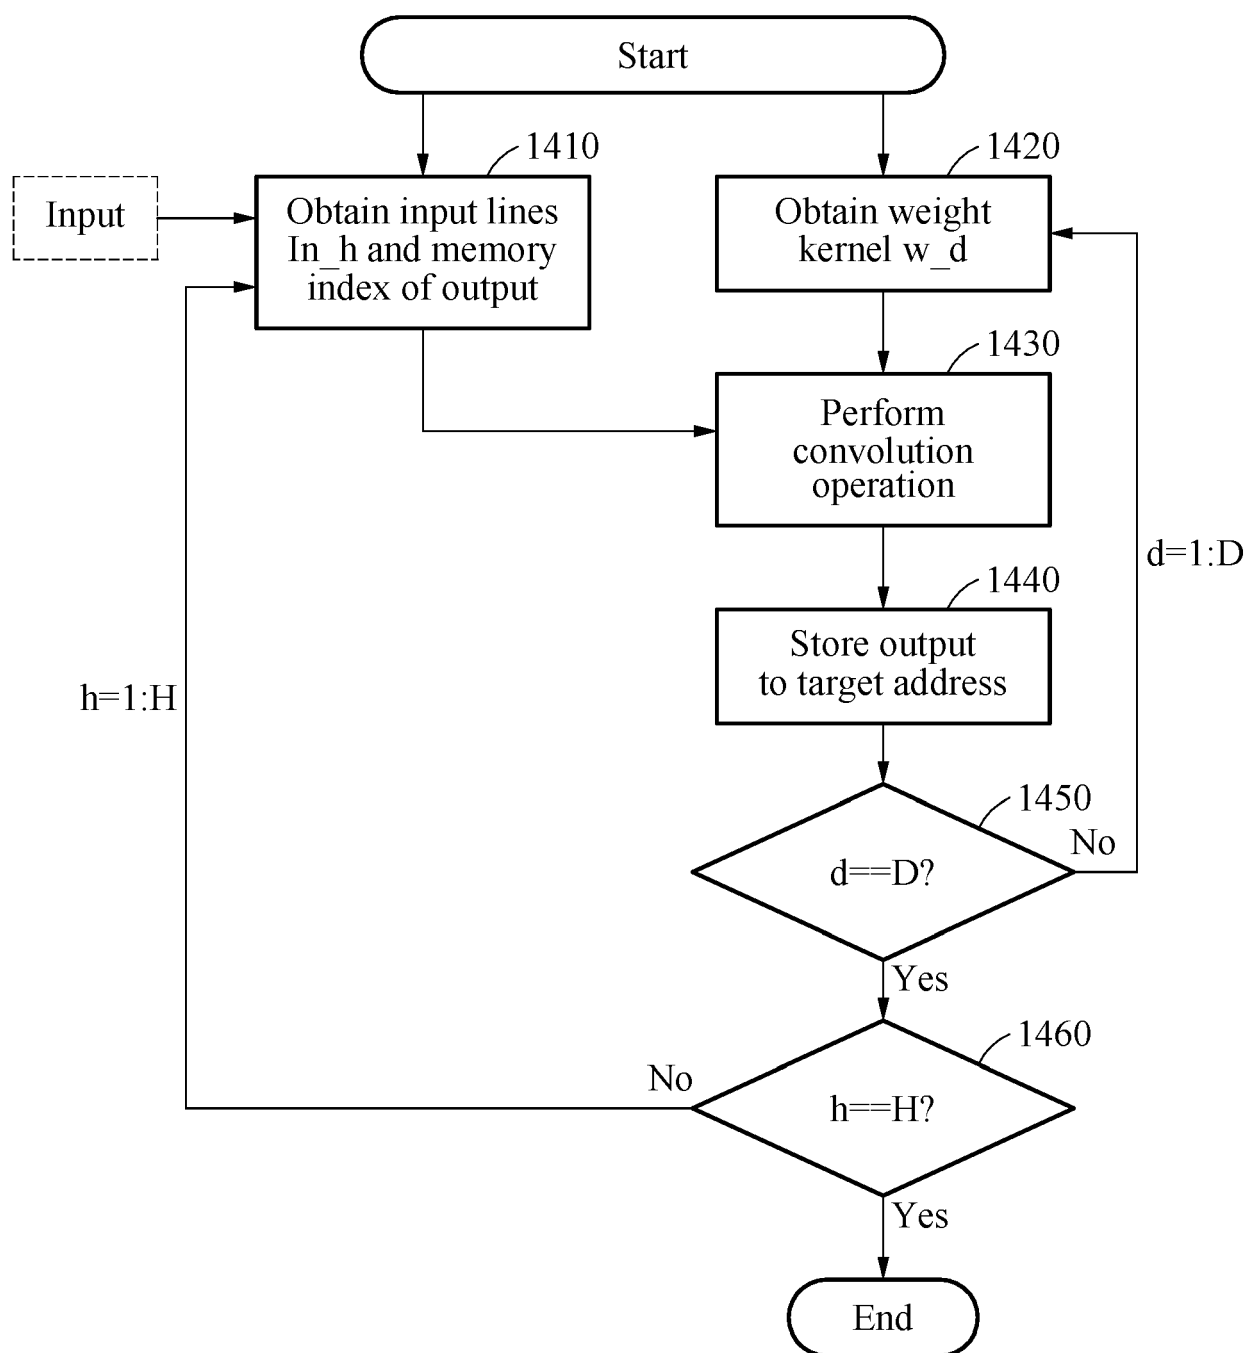 Start
1410
1420
Input
Obtain input lines
In_h and memory
index of output
Obtain weight
kernel w_d
1430
Perform
convolution
operation
d=1:D
1440
Store output
to target address
h=1:H
1450
No
d==D?
Yes
1460
No
h==H?
Yes
End